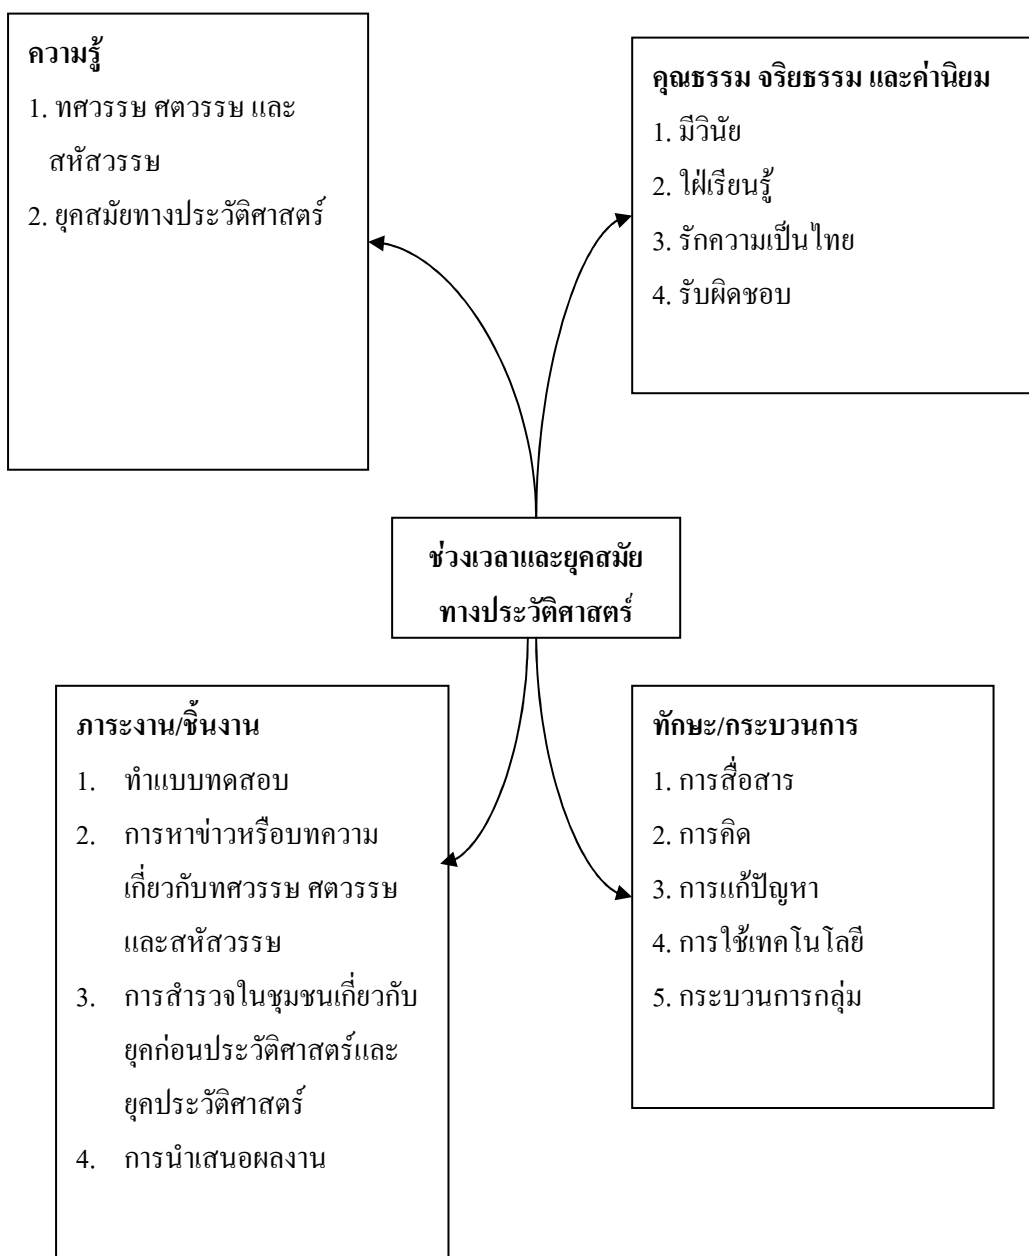 ความรู้
1. ทศวรรษ ศตวรรษ และ
สหัสวรรษ
2. ยุคสมัยทางประวัติศาสตร์
คุณธรรม จริยธรรม และค่านิยม
1. มีวินัย
2. ใฝ่เรียนรู้
3. รักความเป็นไทย
4. รับผิดชอบ
ช่วงเวลาและยุคสมัย
ทางประวัติศาสตร์
ภาระงาน/ชิ้นงาน
1. ทำแบบทดสอบ
2. การหาข่าวหรือบทความ
เกี่ยวกับทศวรรษ ศตวรรษ
และสหัสวรรษ
3. การสำรวจในชุมชนเกี่ยวกับ
ยุคก่อนประวัติศาสตร์และ
ยุคประวัติศาสตร์
4. การนำเสนอผลงาน
ทักษะ/กระบวนการ
1. การสื่อสาร
2. การคิด
3. การแก้ปัญหา
4. การใช้เทคโนโลยี
5. กระบวนการกลุ่ม